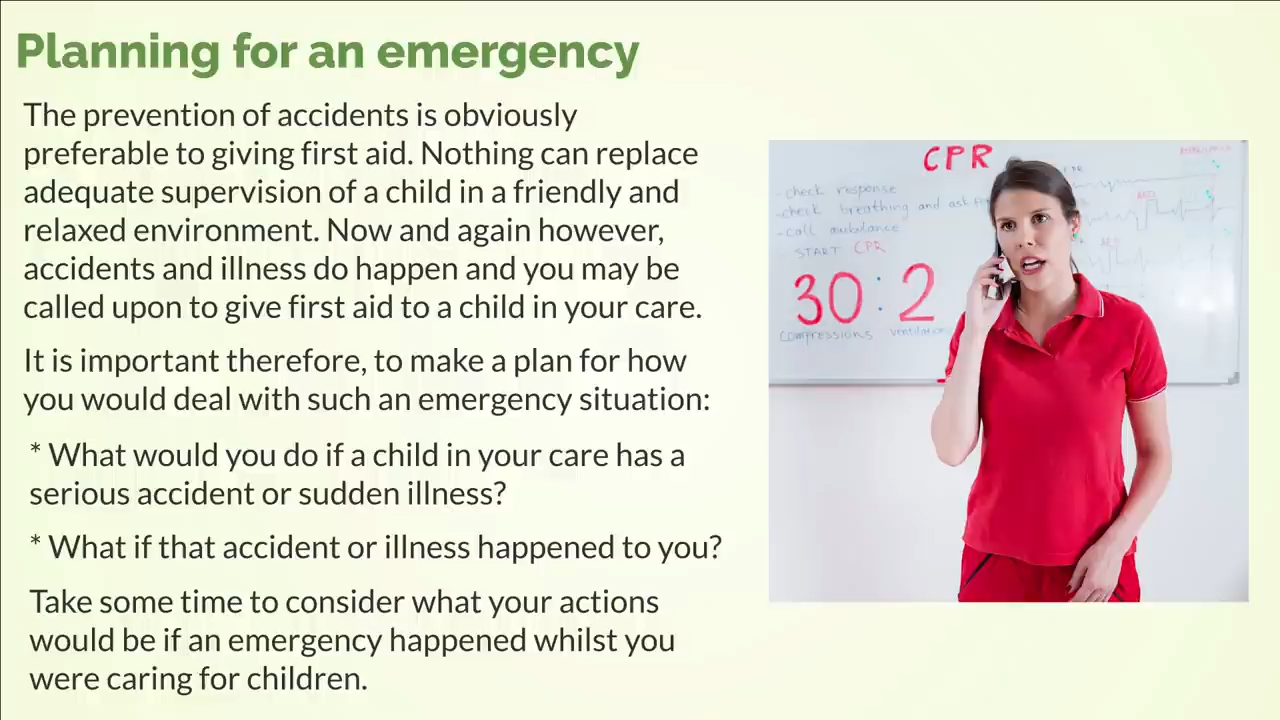 Planning for an emergency
The prevention of accidents is obviously
preferable to giving first aid. Nothing can replace
adequate supervision of a child in a friendly and
relaxed environment. Now and again however,
accidents and illness do happen and you may be
called upon to give first aid to a child in your care.
It is important therefore, to make a plan for how
you would deal with such an emergency situation:
* What would you do if a child in your care has a
serious accident or sudden illness?
* What if that accident or illness happened to you?
Take some time to consider what your actions
would be if an emergency happened whilst you
were caring for children.
CPR
-check response
-check breathing and ask
-call ambulance
START CPR
30:2
compressions